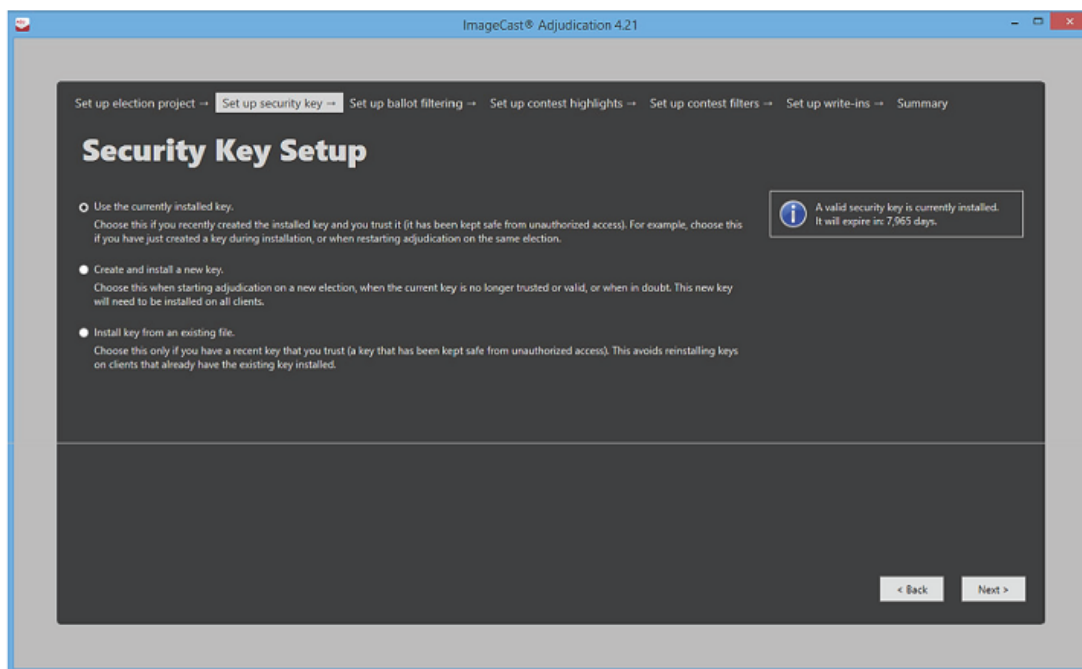 ImageCast® Adjudication 4.21
Set up election project → Set up security key → Set up ballot filtering → Set up contest highlights → Set up contest filters → Set up write-ins → Summary
Security Key Setup
Use the currently installed key.
Choose this if you recently created the installed key and you trust it (it has been kept safe from unauthorized access). For example, choose this
if you have just created a key during installation, or when restarting adjudication on the same election.
A valid security key is currently installed.
It will expire in: 7,965 days.
Create and install a new key.
Choose this when starting adjudication on a new election, when the current key is no longer trusted or valid, or when in doubt. This new key
will need to be installed on all clients.
Install key from an existing file.
Choose this only if you have a recent key that you trust (a key that has been kept safe from unauthorized access). This avoids reinstalling keys
on clients that already have the existing key installed.
< Back
Next >